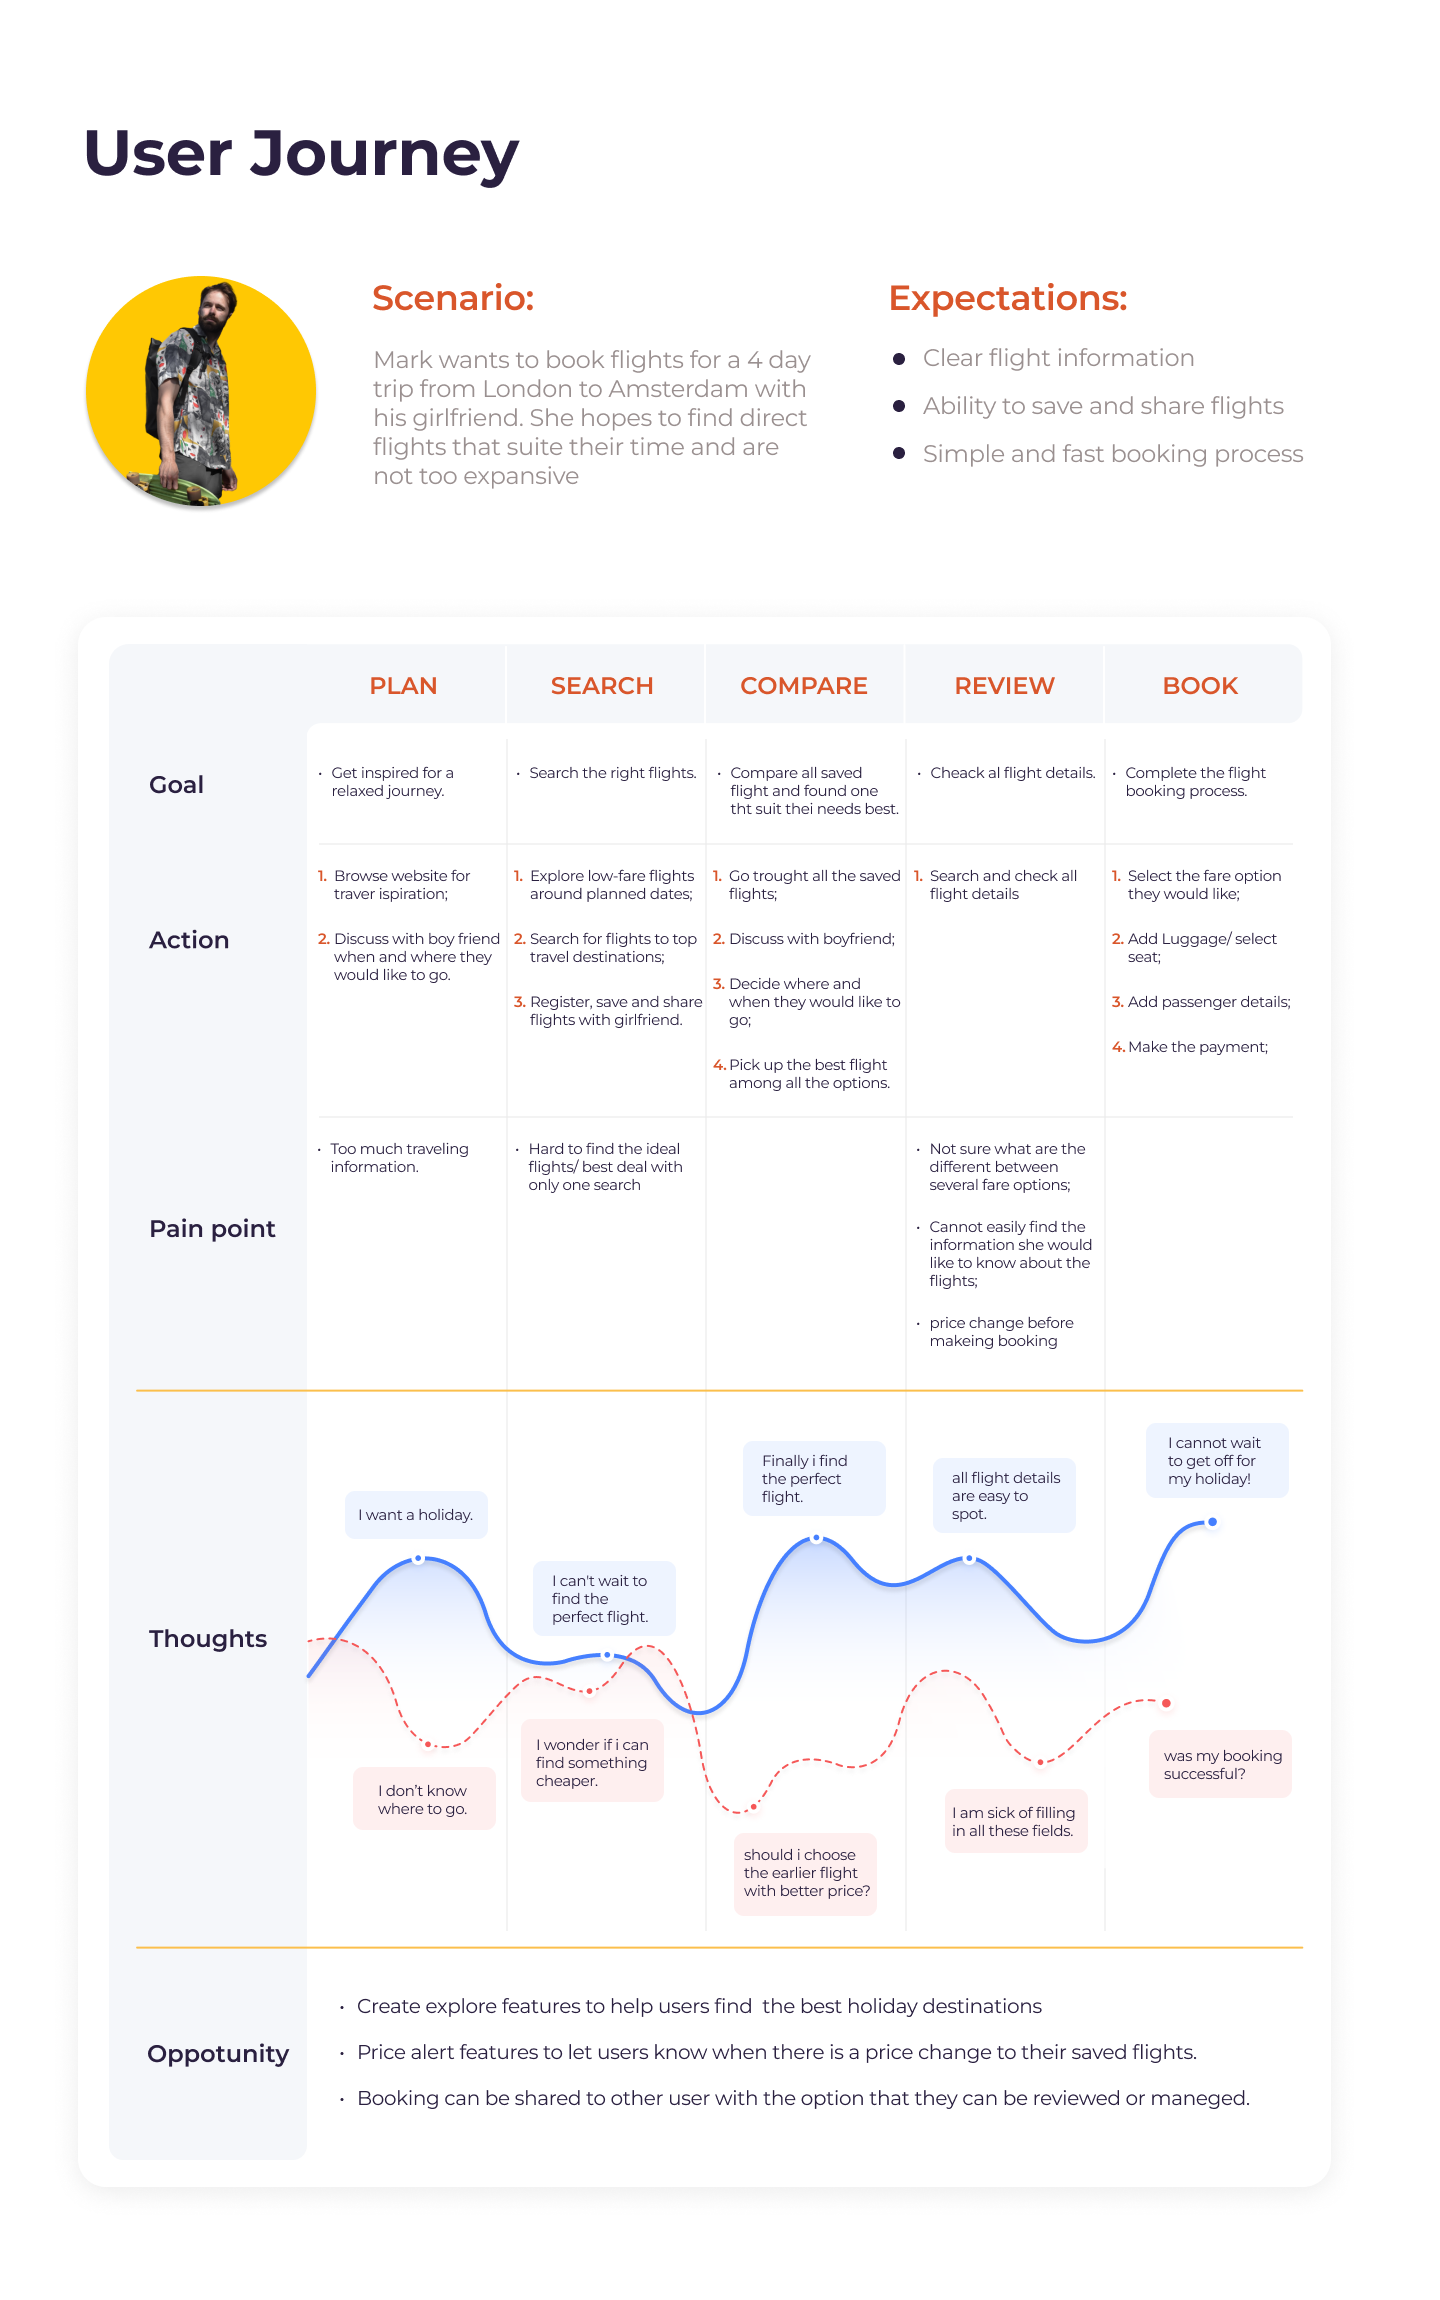 User Journey
Scenario:
Mark wants to book flights for a 4 day
trip from London to Amsterdam with
his girlfriend. She hopes to find direct
flights that suite their time and are
not too expansive
Expectations:
Clear flight information
Ability to save and share flights
Simple and fast booking process
PLAN
SEARCH
COMPARE
REVIEW
BOOK
Goal
• Get inspired for a
relaxed journey.
• Search the right flights.
• Compare all saved
flight and found one
tht suit thei needs best.
• Cheack al flight details.
• Complete the flight
booking process.
Action
1. Browse website for
traver ispiration;
2. Discuss with boy friend
when and where they
would like to go.
1. Explore low-fare flights
around planned dates;
2. Search for flights to top
travel destinations;
3. Register, save and share
flights with girlfriend.
1. Go trought all the saved
flights;
2. Discuss with boyfriend;
3. Decide where and
when they would like to
go;
4. Pick up the best flight
among all the options.
1. Search and check all
flight details
1. Select the fare option
they would like;
2. Add Luggage/ select
seat;
3. Add passenger details;
4. Make the payment;
Pain point
• Too much traveling
information.
• Hard to find the ideal
flights/ best deal with
only one search
• Not sure what are the
different between
several fare options;
• Cannot easily find the
information she would
like to know about the
flights;
• price change before
makeing booking
Thoughts
I want a holiday.
I can't wait to
find the
perfect flight.
Finally i find
the perfect
flight.
all flight details
are easy to
spot.
I cannot wait
to get off for
my holiday!
I don’t know
where to go.
I wonder if i can
find something
cheaper.
should i choose
the earlier flight
with better price?
I am sick of filling
in all these fields.
was my booking
successful?
Oppotunity
• Create explore features to help users find  the best holiday destinations
• Price alert features to let users know when there is a price change to their saved flights.
• Booking can be shared to other user with the option that they can be reviewed or maneged.